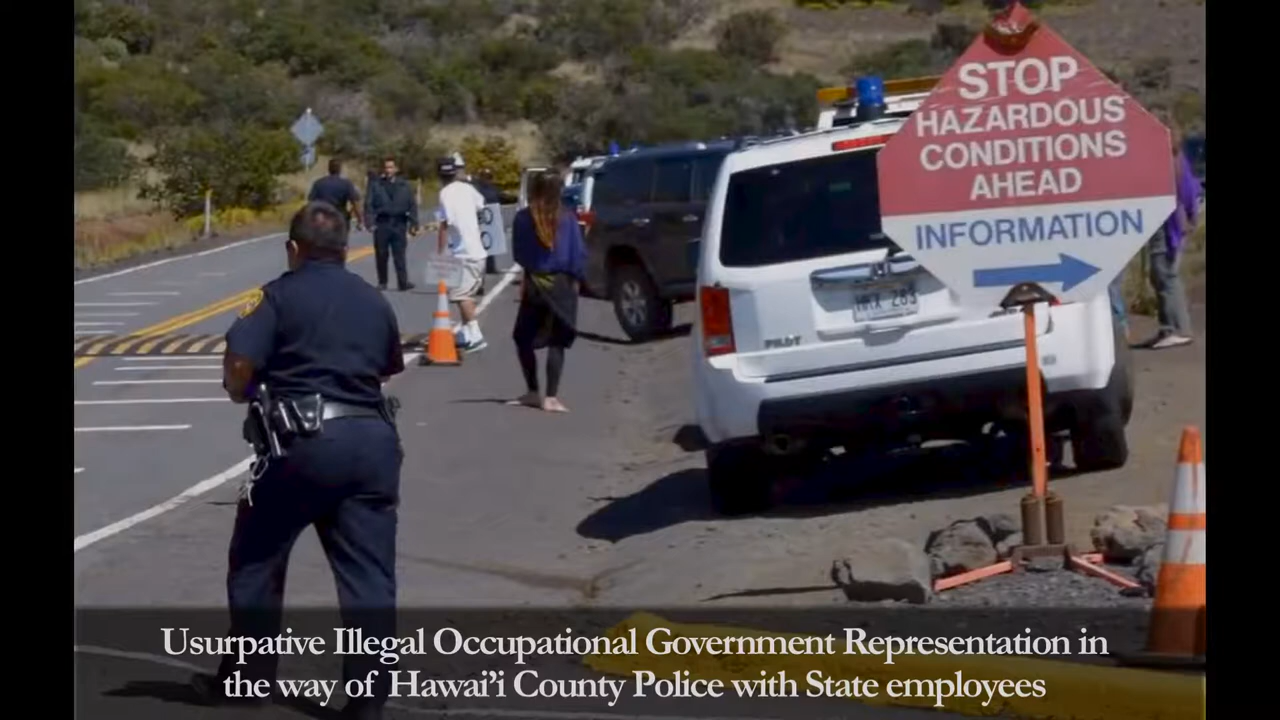 STOP
HAZARDOUS
CONDITIONS
AHEAD
INFORMATION
PILOT
Usurpative Illegal Occupational Government Representation in
the way of Hawai'i County Police with State employees